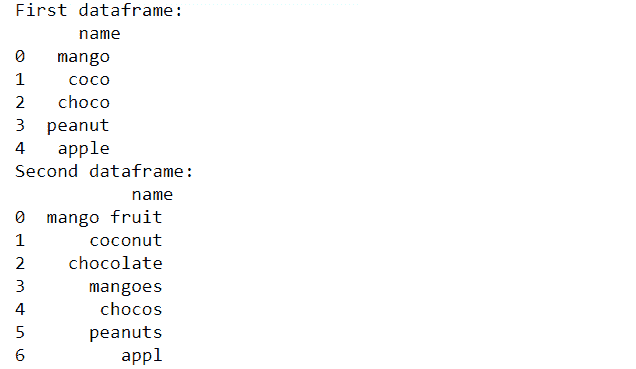 First dataframe:
name
0 mango
1 coco
2 choco
3 peanut
4 apple
Second dataframe:
name
0 mango fruit
1 coconut
2 chocolate
3 mangoes
4 chocos
5 peanuts
6 appl